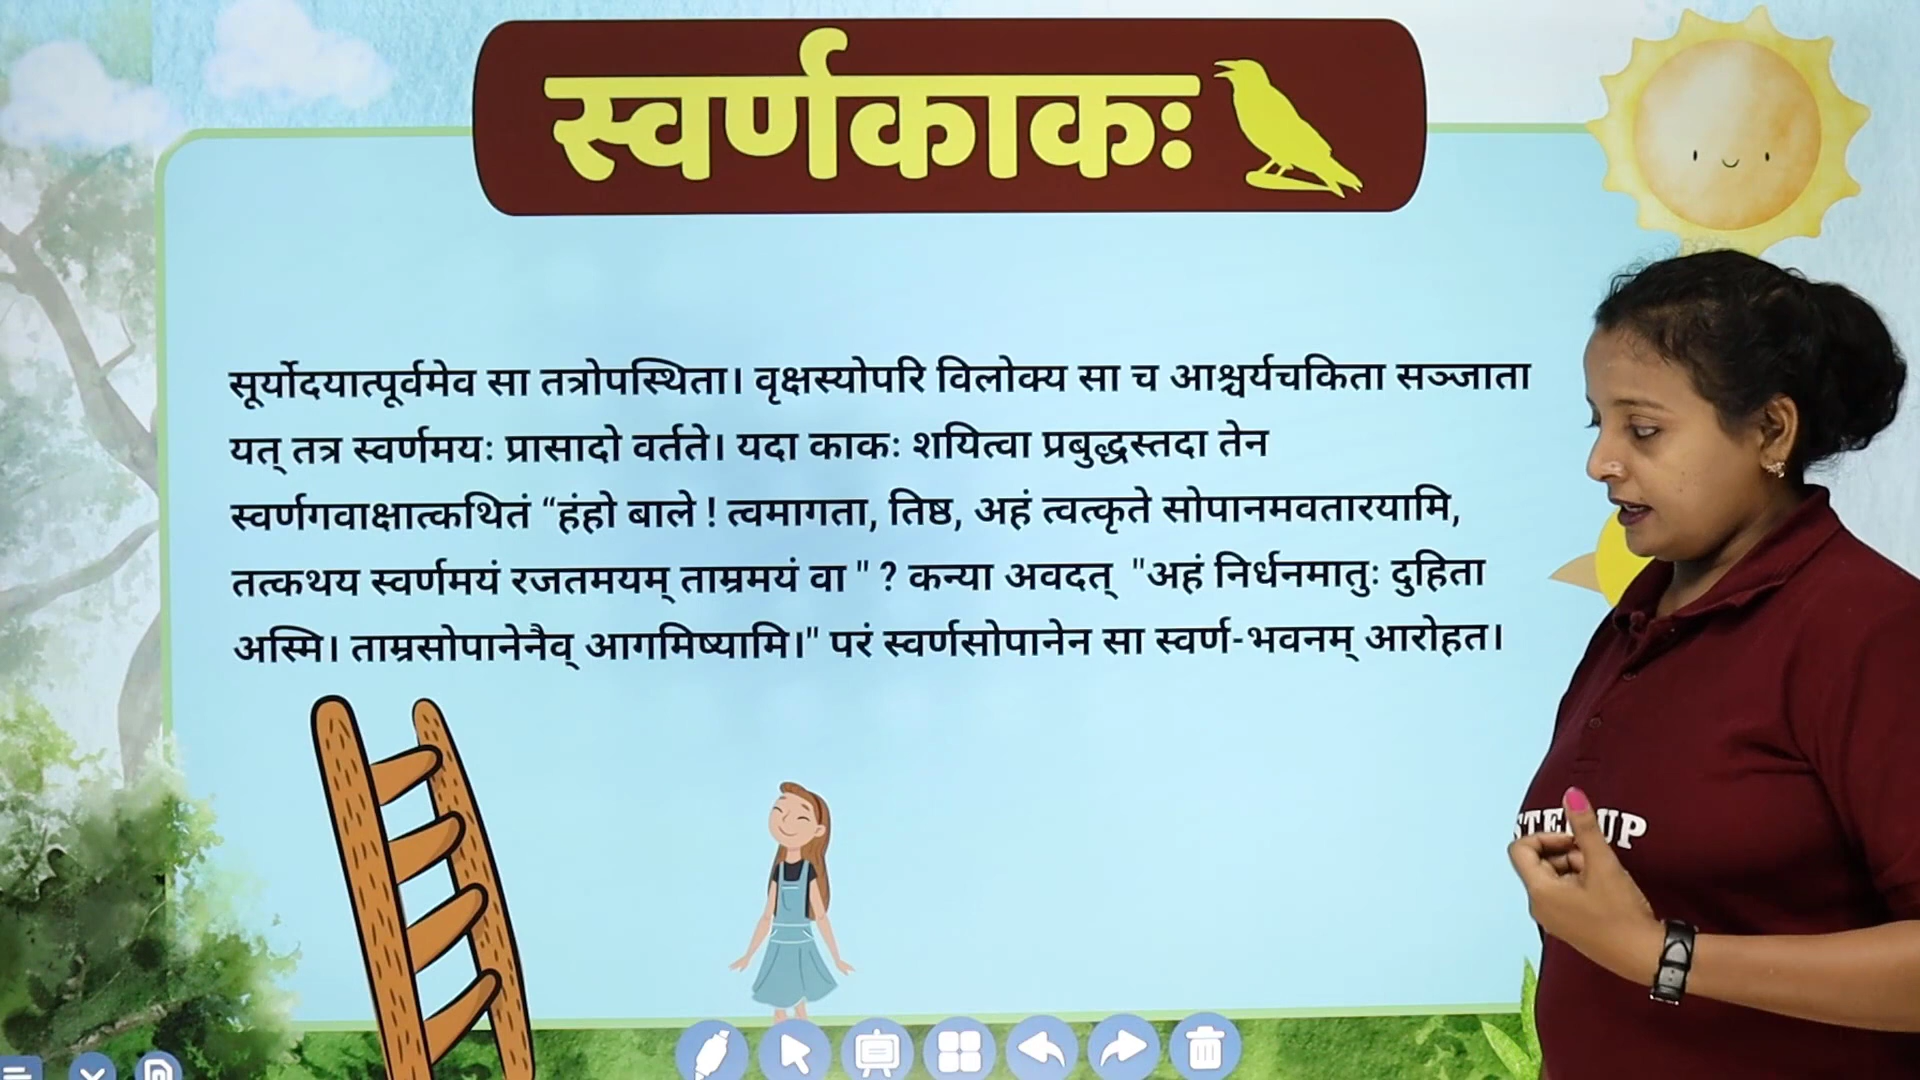 स्वर्णकाकः
सूर्योदयात्पूर्वमेव सा तत्रोपस्थिता। वृक्षस्योपरि विलोक्य सा च आश्चर्यचकिता सञ्जाता
यत् तत्र स्वर्णमयः प्रासादो वर्तते। यदा काकः शयित्वा प्रबुद्धस्तदा तेन
स्वर्णगवाक्षात्कथितं “हंहो बाले ! त्वमागता, तिष्ठ, अहं त्वत्कृते सोपानमवतारयामि,
तत्कथय स्वर्णमयं रजतमयम् ताम्रमयं वा " ? कन्या अवदत् "अहं निर्धनमातुः दुहिता
अस्मि। ताम्रसोपानेनैव् आगमिष्यामि।" परं स्वर्णसोपानेन सा स्वर्ण-भवनम् आरोहत।